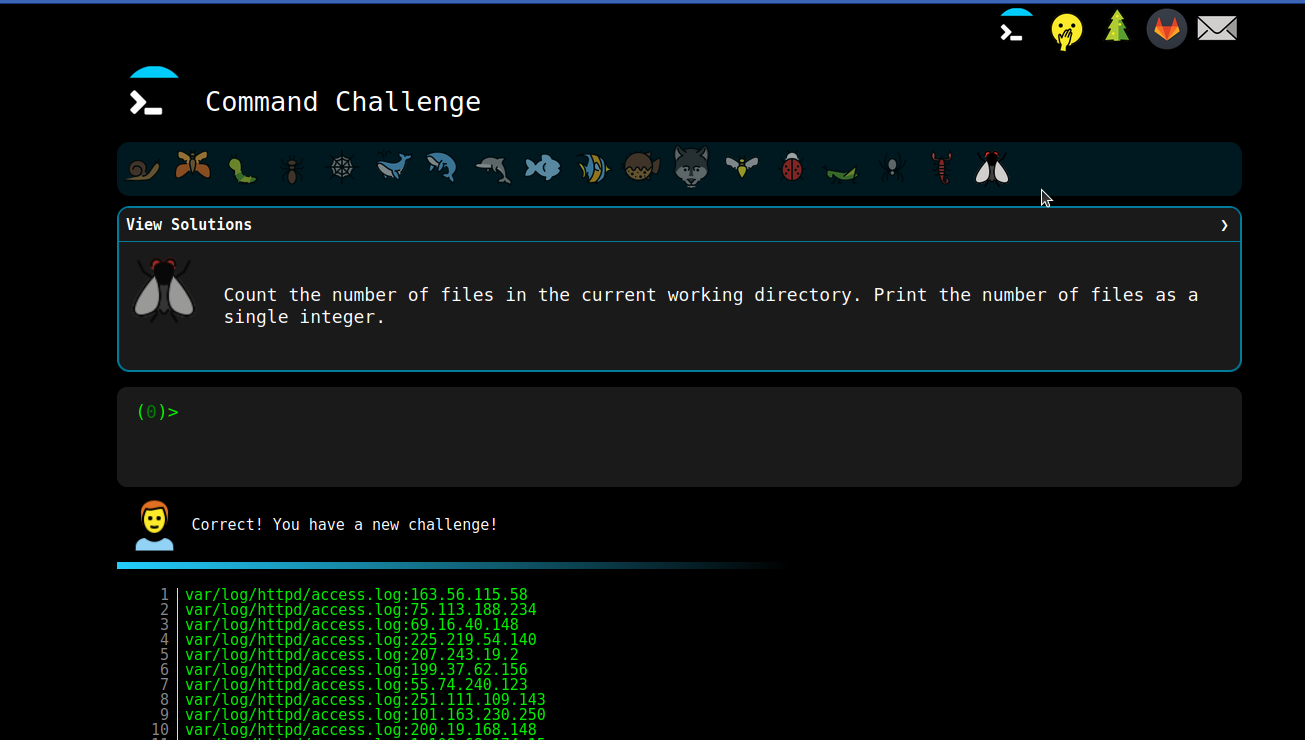 Command Challenge
View Solutions ❯
Count the number of files in the current working directory. Print the number of files as a
single integer.
(0)>
Correct! You have a new challenge!
1 var/log/httpd/access.log:163.56.115.58
2 var/log/httpd/access.log:75.113.188.234
3 var/log/httpd/access.log:69.16.40.148
4 var/log/httpd/access.log:225.219.54.140
5 var/log/httpd/access.log:207.243.19.2
6 var/log/httpd/access.log:199.37.62.156
7 var/log/httpd/access.log:55.74.240.123
8 var/log/httpd/access.log:251.111.109.143
9 var/log/httpd/access.log:101.163.230.250
10 var/log/httpd/access.log:200.19.168.148